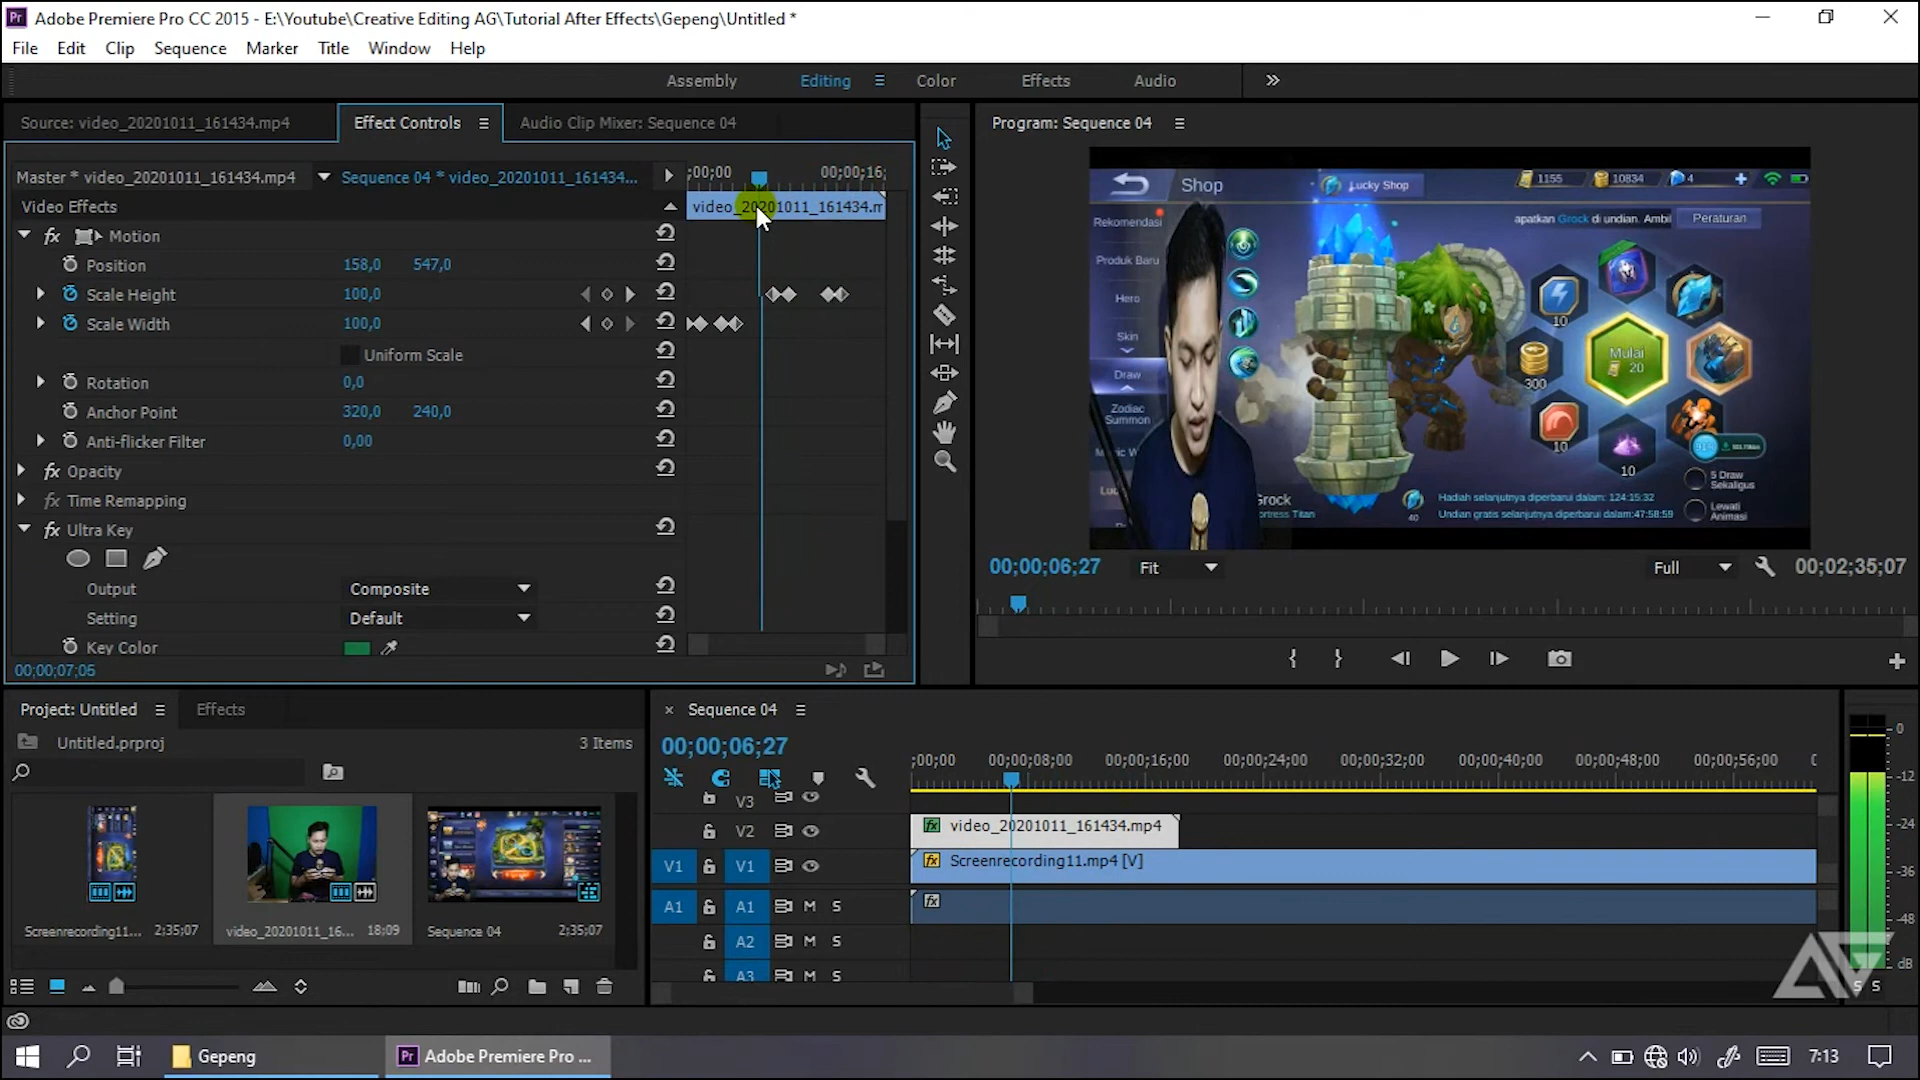 Adobe Premiere Pro CC 2015 - E:\Youtube\Creative Editing AG\Tutorial After Effects\Gepeng\Untitled *
File Edit Clip Sequence Marker Title Window Help
Assembly Editing Color Effects Audio
Source: video_20201011_161434.mp4 Effect Controls Audio Clip Mixer: Sequence 04
Master * video_20201011_161434.mp4 Sequence 04 * video_20201011_161434... ;00;00 00;00;16;
Video Effects video_20201011_161434.m
fx Motion
Position 158,0 547,0
Scale Height 100,0
Scale Width 100,0
Uniform Scale
Rotation 0,0
Anchor Point 320,0 240,0
Anti-flicker Filter 0,00
fx Opacity
fx Time Remapping
fx Ultra Key
Output Composite
Setting Default
Key Color
00;00;07;05
Program: Sequence 04
Shop Lucky Shop 1155 10834 4
Rekomendasi apatkan Grock di undian. Ambil Peraturan
Produk Baru
Hero
Skin
Draw
Zodiac
Summon
10
300
Mulai
20
10
10
5 Draw
Sekaligus
Lewati
Animasi
Grock
ortress Titan
40
Hadiah selanjutnya diperbarui dalam: 124:15:32
Undian gratis selanjutnya diperbarui dalam:47:58:59
00;00;06;27 Fit Full 00;02;35;07
Project: Untitled Effects
Untitled.prproj 3 Items
Screenrecording11... 2;35;07 video_20201011_16... 18;09 Sequence 04 2;35;07
× Sequence 04
00;00;06;27
;00;00 00;00;08;00 00;00;16;00 00;00;24;00 00;00;32;00 00;00;40;00 00;00;48;00 00;00;56;00
V3
V2 fx video_20201011_161434.mp4
V1 V1 fx Screenrecording11.mp4 [V]
A1 A1 M S fx
A2 M S
A3 M S
0
-12
-24
-36
-48
dB
S S
Gepeng Pr Adobe Premiere Pro ... 7:13